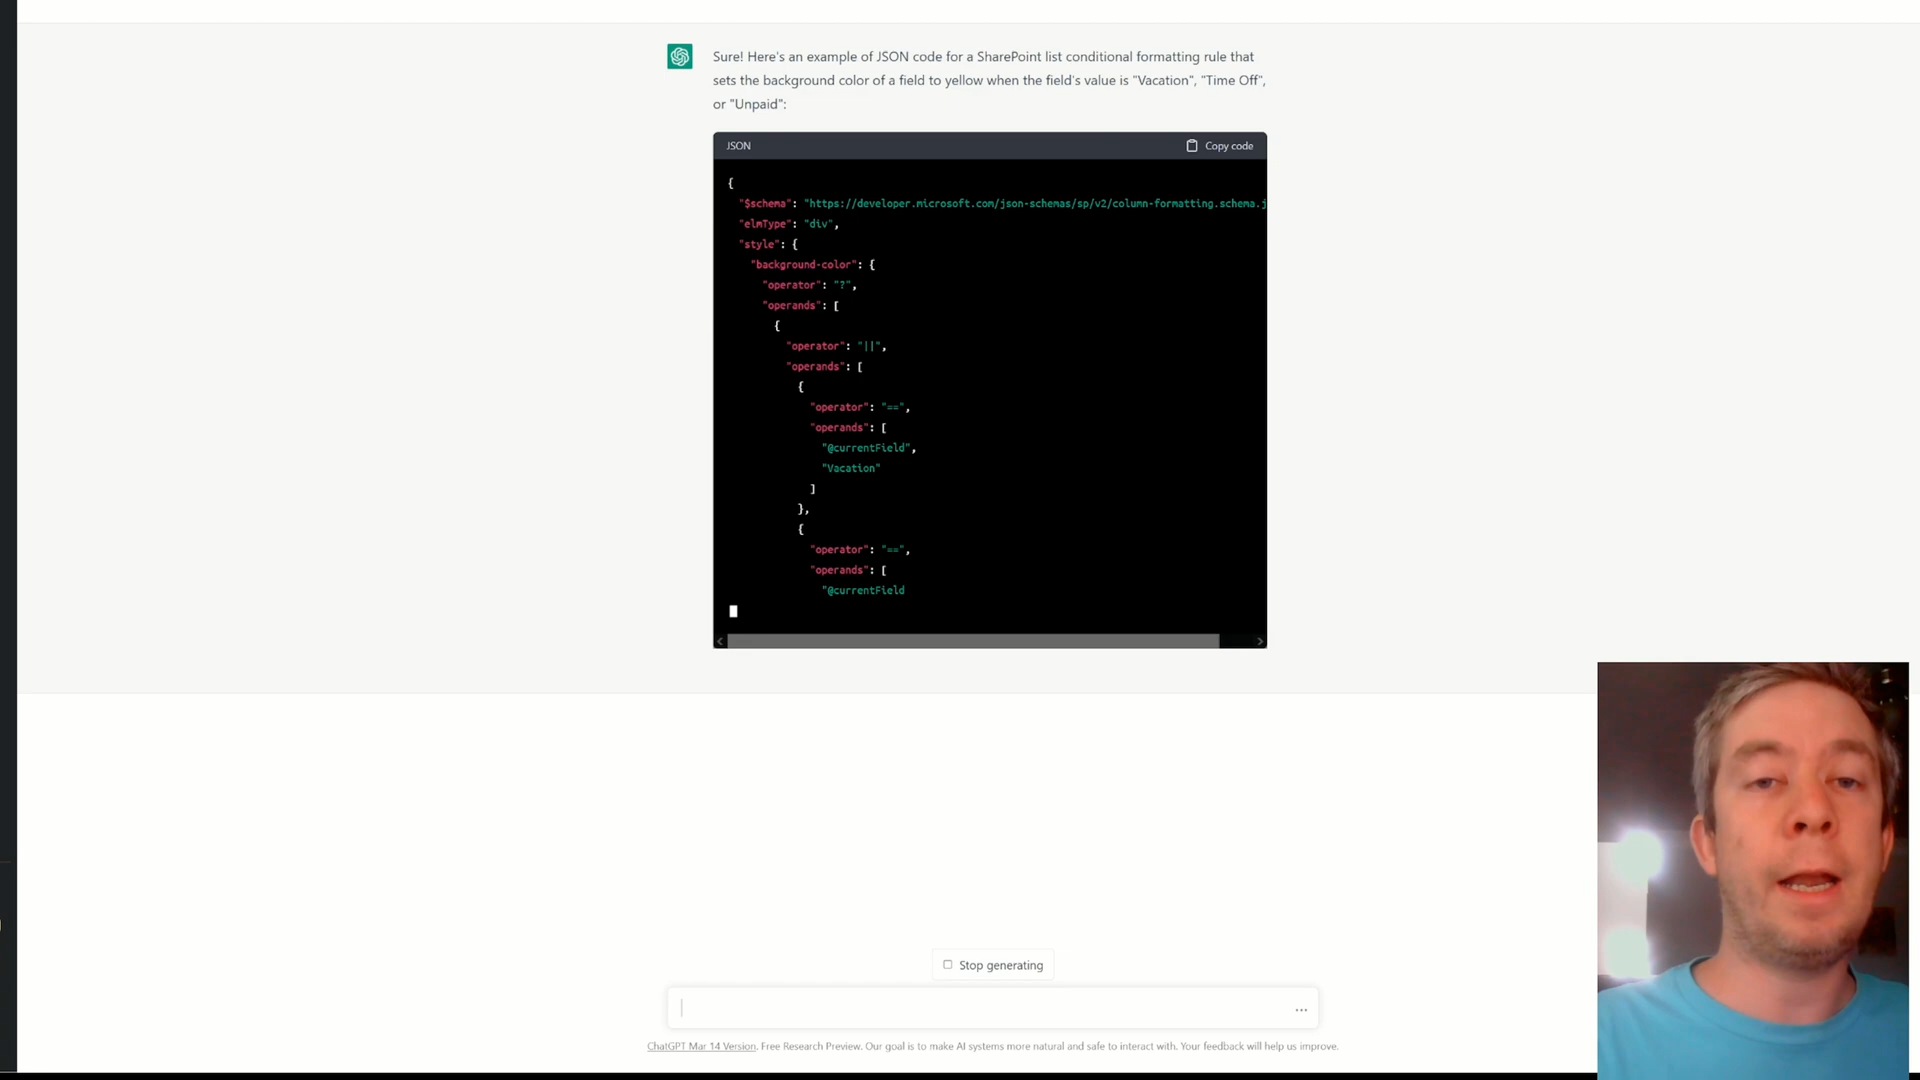 Sure! Here's an example of JSON code for a SharePoint list conditional formatting rule that
sets the background color of a field to yellow when the field's value is "Vacation", "Time Off",
or "Unpaid":
JSON
Copy code
{
"$schema": "https://developer.microsoft.com/json-schemas/sp/v2/column-formatting.schema.j
"elmType": "div",
"style": {
"background-color": {
"operator": "?",
"operands": [
{
"operator": "||",
"operands": [
{
"operator": "==",
"operands": [
"@currentField",
"Vacation"
]
},
{
"operator": "==",
"operands": [
"@currentField
Stop generating
...
ChatGPT Mar 14 Version. Free Research Preview. Our goal is to make AI systems more natural and safe to interact with. Your feedback will help us improve.